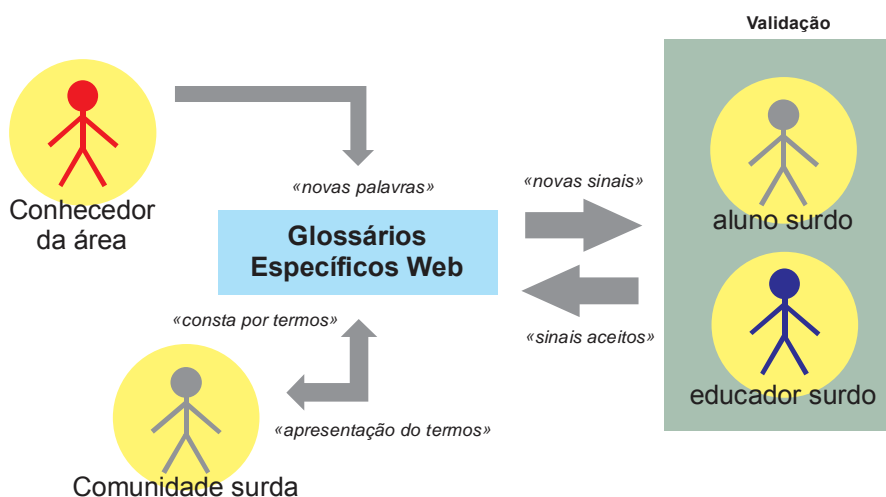 Validação
Conhecedor
da área
«novas palavras»
Glossários
Específicos Web
«novas sinais»
«sinais aceitos»
aluno surdo
educador surdo
«consta por termos»
«apresentação do termos»
Comunidade surda